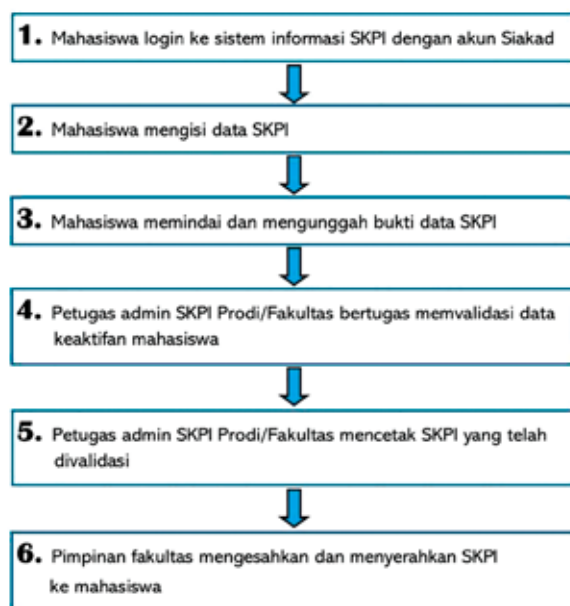 1. Mahasiswa login ke sistem informasi SKPI dengan akun Siakad
2. Mahasiswa mengisi data SKPI
3. Mahasiswa memindai dan mengunggah bukti data SKPI
4. Petugas admin SKPI Prodi/Fakultas bertugas memvalidasi data
keaktifan mahasiswa
5. Petugas admin SKPI Prodi/Fakultas mencetak SKPI yang telah
divalidasi
6. Pimpinan fakultas mengesahkan dan menyerahkan SKPI
ke mahasiswa